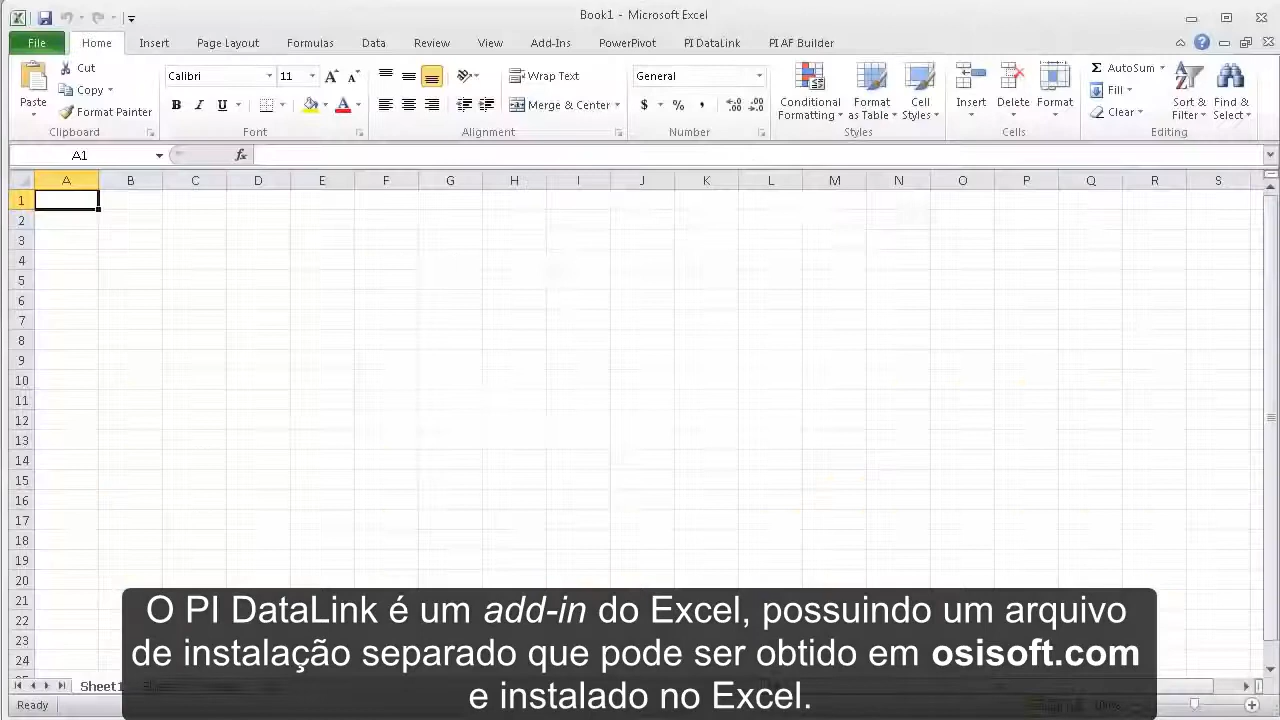 Book1 - Microsoft Excel
File Home Insert Page Layout Formulas Data Review View Add-Ins PowerPivot PI DataLink PI AF Builder
Cut Calibri 11 Wrap Text General AutoSum
Copy Fill
Paste Format Painter B I U A Merge & Center $ % , Conditional Formatting Format as Table Cell Styles Insert Delete Format Clear Sort & Filter Find & Select
Clipboard Font Alignment Number Styles Cells Editing
A1 fx
A B C D E F G H I J K L M N O P Q R S
1
2
3
4
5
6
7
8
9
10
11
12
13
14
15
16
17
18
19
20
21
22
23
24
O PI DataLink é um add-in do Excel, possuindo um arquivo
de instalação separado que pode ser obtido em osisoft.com
e instalado no Excel.
Sheet1
Ready